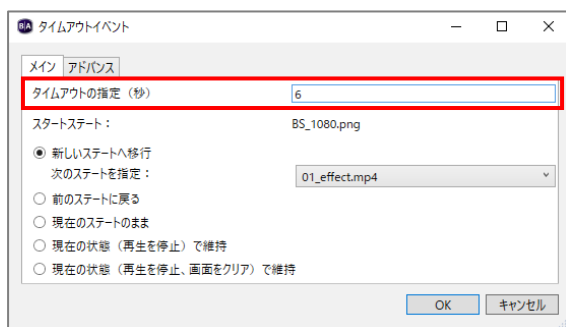 B|A タイムアウトイベント
メイン アドバンス
タイムアウトの指定（秒） 6
スタートステート： BS_1080.png
新しいステートへ移行
次のステートを指定： 01_effect.mp4
前のステートに戻る
現在のステートのまま
現在の状態（再生を停止）で維持
現在の状態（再生を停止、画面をクリア）で維持
OK キャンセル